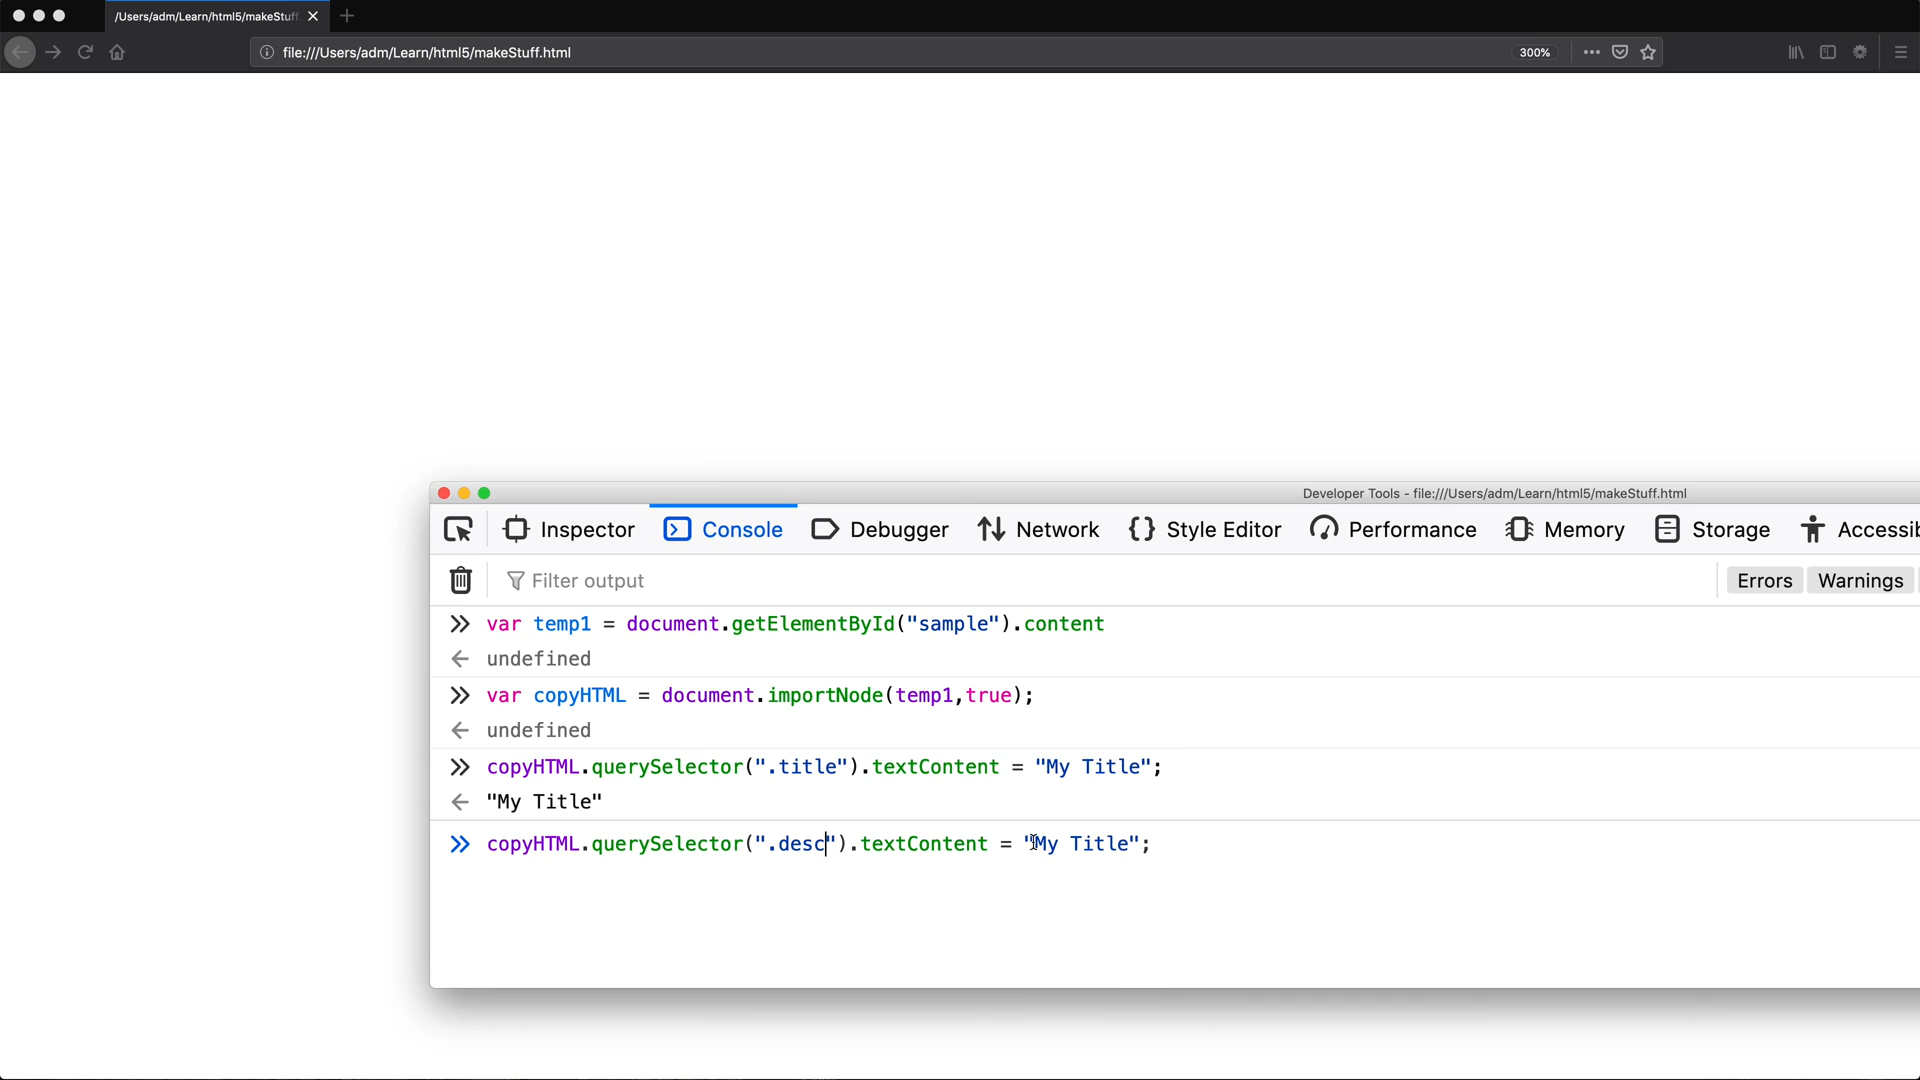 /Users/adm/Learn/html5/makeStuff
file:///Users/adm/Learn/html5/makeStuff.html
300%
Developer Tools - file:///Users/adm/Learn/html5/makeStuff.html
Inspector Console Debugger Network Style Editor Performance Memory Storage Accessib
Filter output Errors Warnings
var temp1 = document.getElementById("sample").content
undefined
var copyHTML = document.importNode(temp1,true);
undefined
copyHTML.querySelector(".title").textContent = "My Title";
"My Title"
copyHTML.querySelector(".desc").textContent = "My Title";